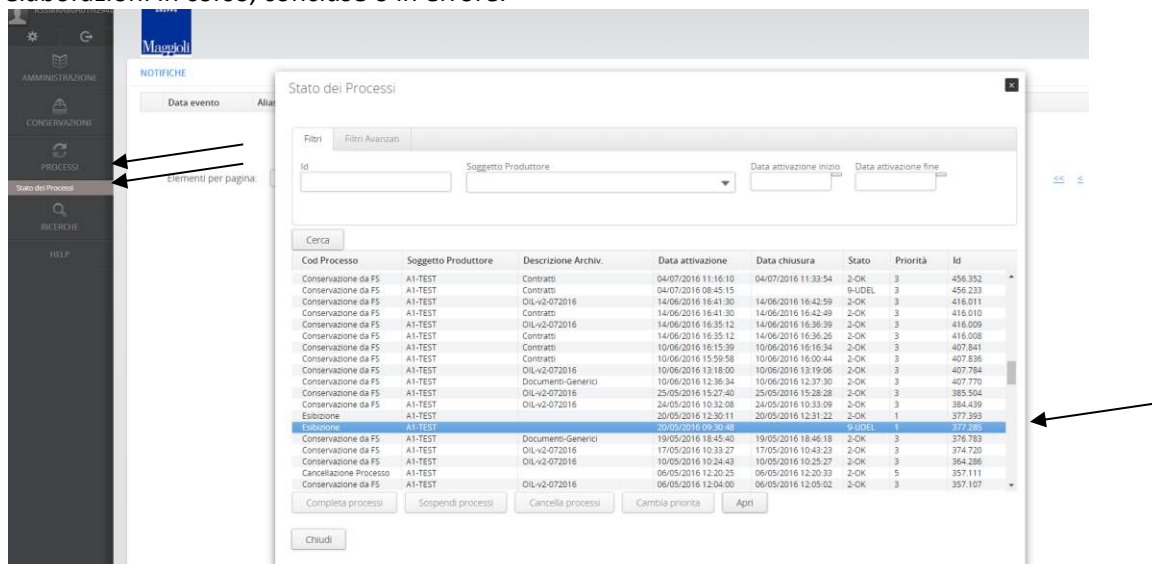 Maggioli
AMMINISTRAZIONE
CONSERVAZIONE
PROCESSI
Stato dei Processi
RICERCHE
HELP
NOTIFICHE
Data evento Alias
Elementi per pagina:
<< <
Stato dei Processi
x
Filtri Filtri Avanzati
Id Soggetto Produttore Data attivazione inizio Data attivazione fine
Cerca
Cod Processo Soggetto Produttore Descrizione Archiv. Data attivazione Data chiusura Stato Priorità Id
Conservazione da FS A1-TEST Contratti 04/07/2016 11:16:10 04/07/2016 11:33:54 2-OK 3 456.352
Conservazione da FS A1-TEST Contratti 04/07/2016 08:45:15 9-UDEL 3 456.233
Conservazione da FS A1-TEST OIL-v2-072016 14/06/2016 16:41:30 14/06/2016 16:42:59 2-OK 3 416.011
Conservazione da FS A1-TEST Contratti 14/06/2016 16:41:30 14/06/2016 16:42:49 2-OK 3 416.010
Conservazione da FS A1-TEST OIL-v2-072016 14/06/2016 16:35:12 14/06/2016 16:36:39 2-OK 3 416.009
Conservazione da FS A1-TEST Contratti 14/06/2016 16:35:12 14/06/2016 16:36:26 2-OK 3 416.008
Conservazione da FS A1-TEST Contratti 10/06/2016 16:15:39 10/06/2016 16:16:34 2-OK 3 407.841
Conservazione da FS A1-TEST Contratti 10/06/2016 15:59:58 10/06/2016 16:00:44 2-OK 3 407.836
Conservazione da FS A1-TEST OIL-v2-072016 10/06/2016 13:18:00 10/06/2016 13:19:06 2-OK 3 407.784
Conservazione da FS A1-TEST Documenti-Generici 10/06/2016 12:36:34 10/06/2016 12:37:30 2-OK 3 407.770
Conservazione da FS A1-TEST OIL-v2-072016 25/05/2016 15:27:40 25/05/2016 15:28:28 2-OK 3 385.504
Conservazione da FS A1-TEST OIL-v2-072016 24/05/2016 10:32:08 24/05/2016 10:33:09 2-OK 3 384.439
Esibizione A1-TEST 20/05/2016 12:30:11 20/05/2016 12:31:22 2-OK 1 377.393
Esibizione A1-TEST 20/05/2016 09:30:48 9-UDEL 1 377.285
Conservazione da FS A1-TEST Documenti-Generici 19/05/2016 18:45:40 19/05/2016 18:46:18 2-OK 3 376.783
Conservazione da FS A1-TEST OIL-v2-072016 17/05/2016 10:33:27 17/05/2016 10:43:23 2-OK 3 374.720
Conservazione da FS A1-TEST OIL-v2-072016 10/05/2016 10:24:43 10/05/2016 10:25:27 2-OK 3 364.286
Cancellazione Processo A1-TEST 06/05/2016 12:20:25 06/05/2016 12:20:33 2-OK 5 357.111
Conservazione da FS A1-TEST OIL-v2-072016 06/05/2016 12:04:00 06/05/2016 12:05:02 2-OK 3 357.107
Completa processi Sospendi processi Cancella processi Cambia priorita Apri
Chiudi